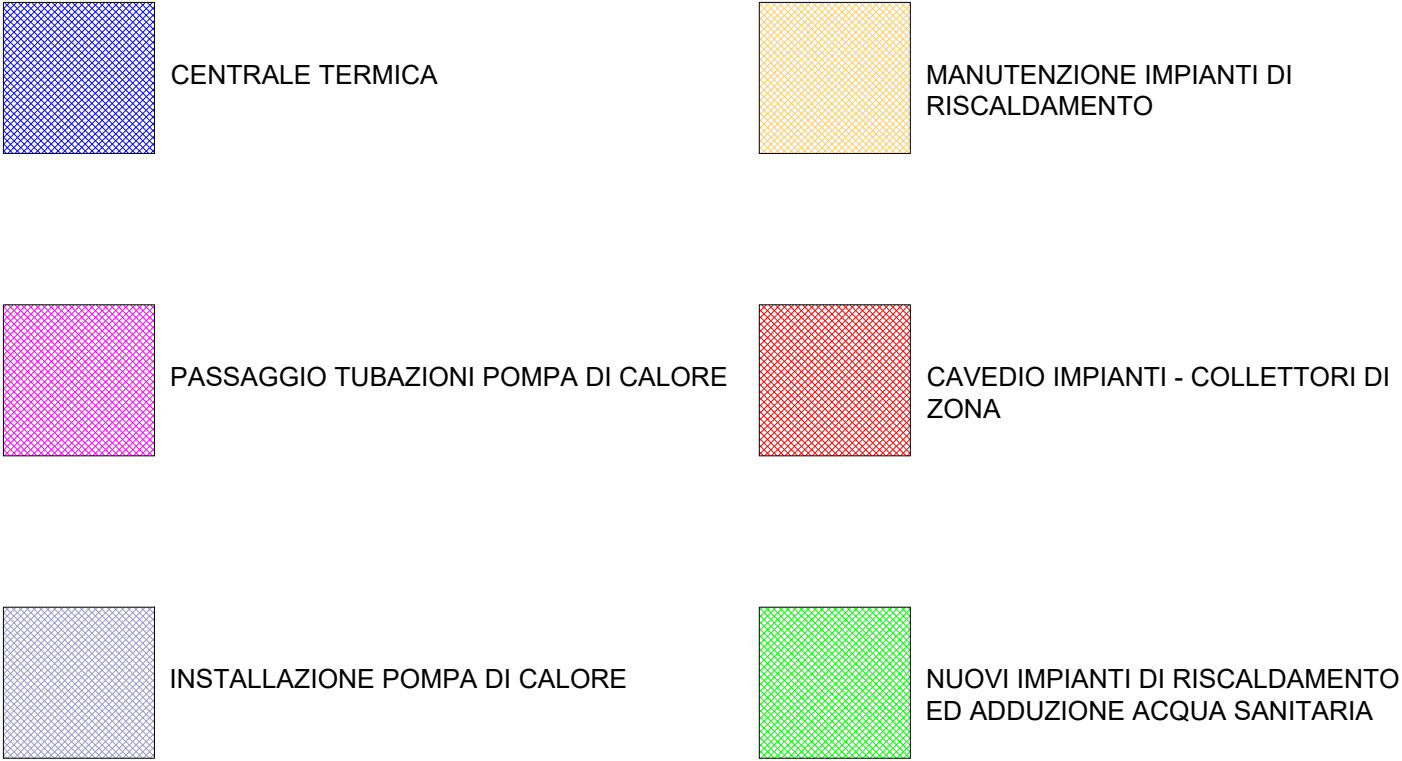 CENTRALE TERMICA
MANUTENZIONE IMPIANTI DI
RISCALDAMENTO
PASSAGGIO TUBAZIONI POMPA DI CALORE
CAVEDIO IMPIANTI - COLLETTORI DI
ZONA
INSTALLAZIONE POMPA DI CALORE
NUOVI IMPIANTI DI RISCALDAMENTO
ED ADDUZIONE ACQUA SANITARIA